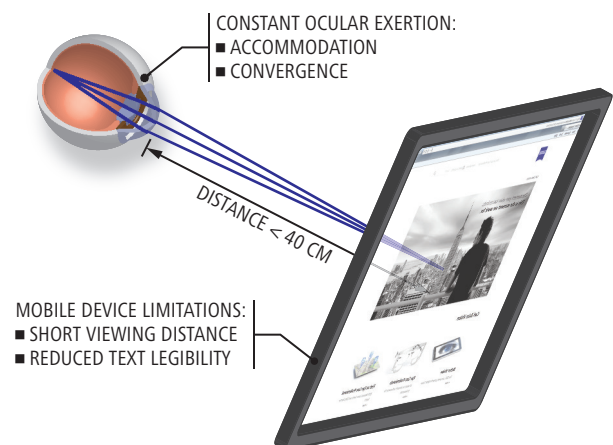 CONSTANT OCULAR EXERTION:
■ ACCOMMODATION
■ CONVERGENCE
DISTANCE < 40 CM
MOBILE DEVICE LIMITATIONS:
■ SHORT VIEWING DISTANCE
■ REDUCED TEXT LEGIBILITY